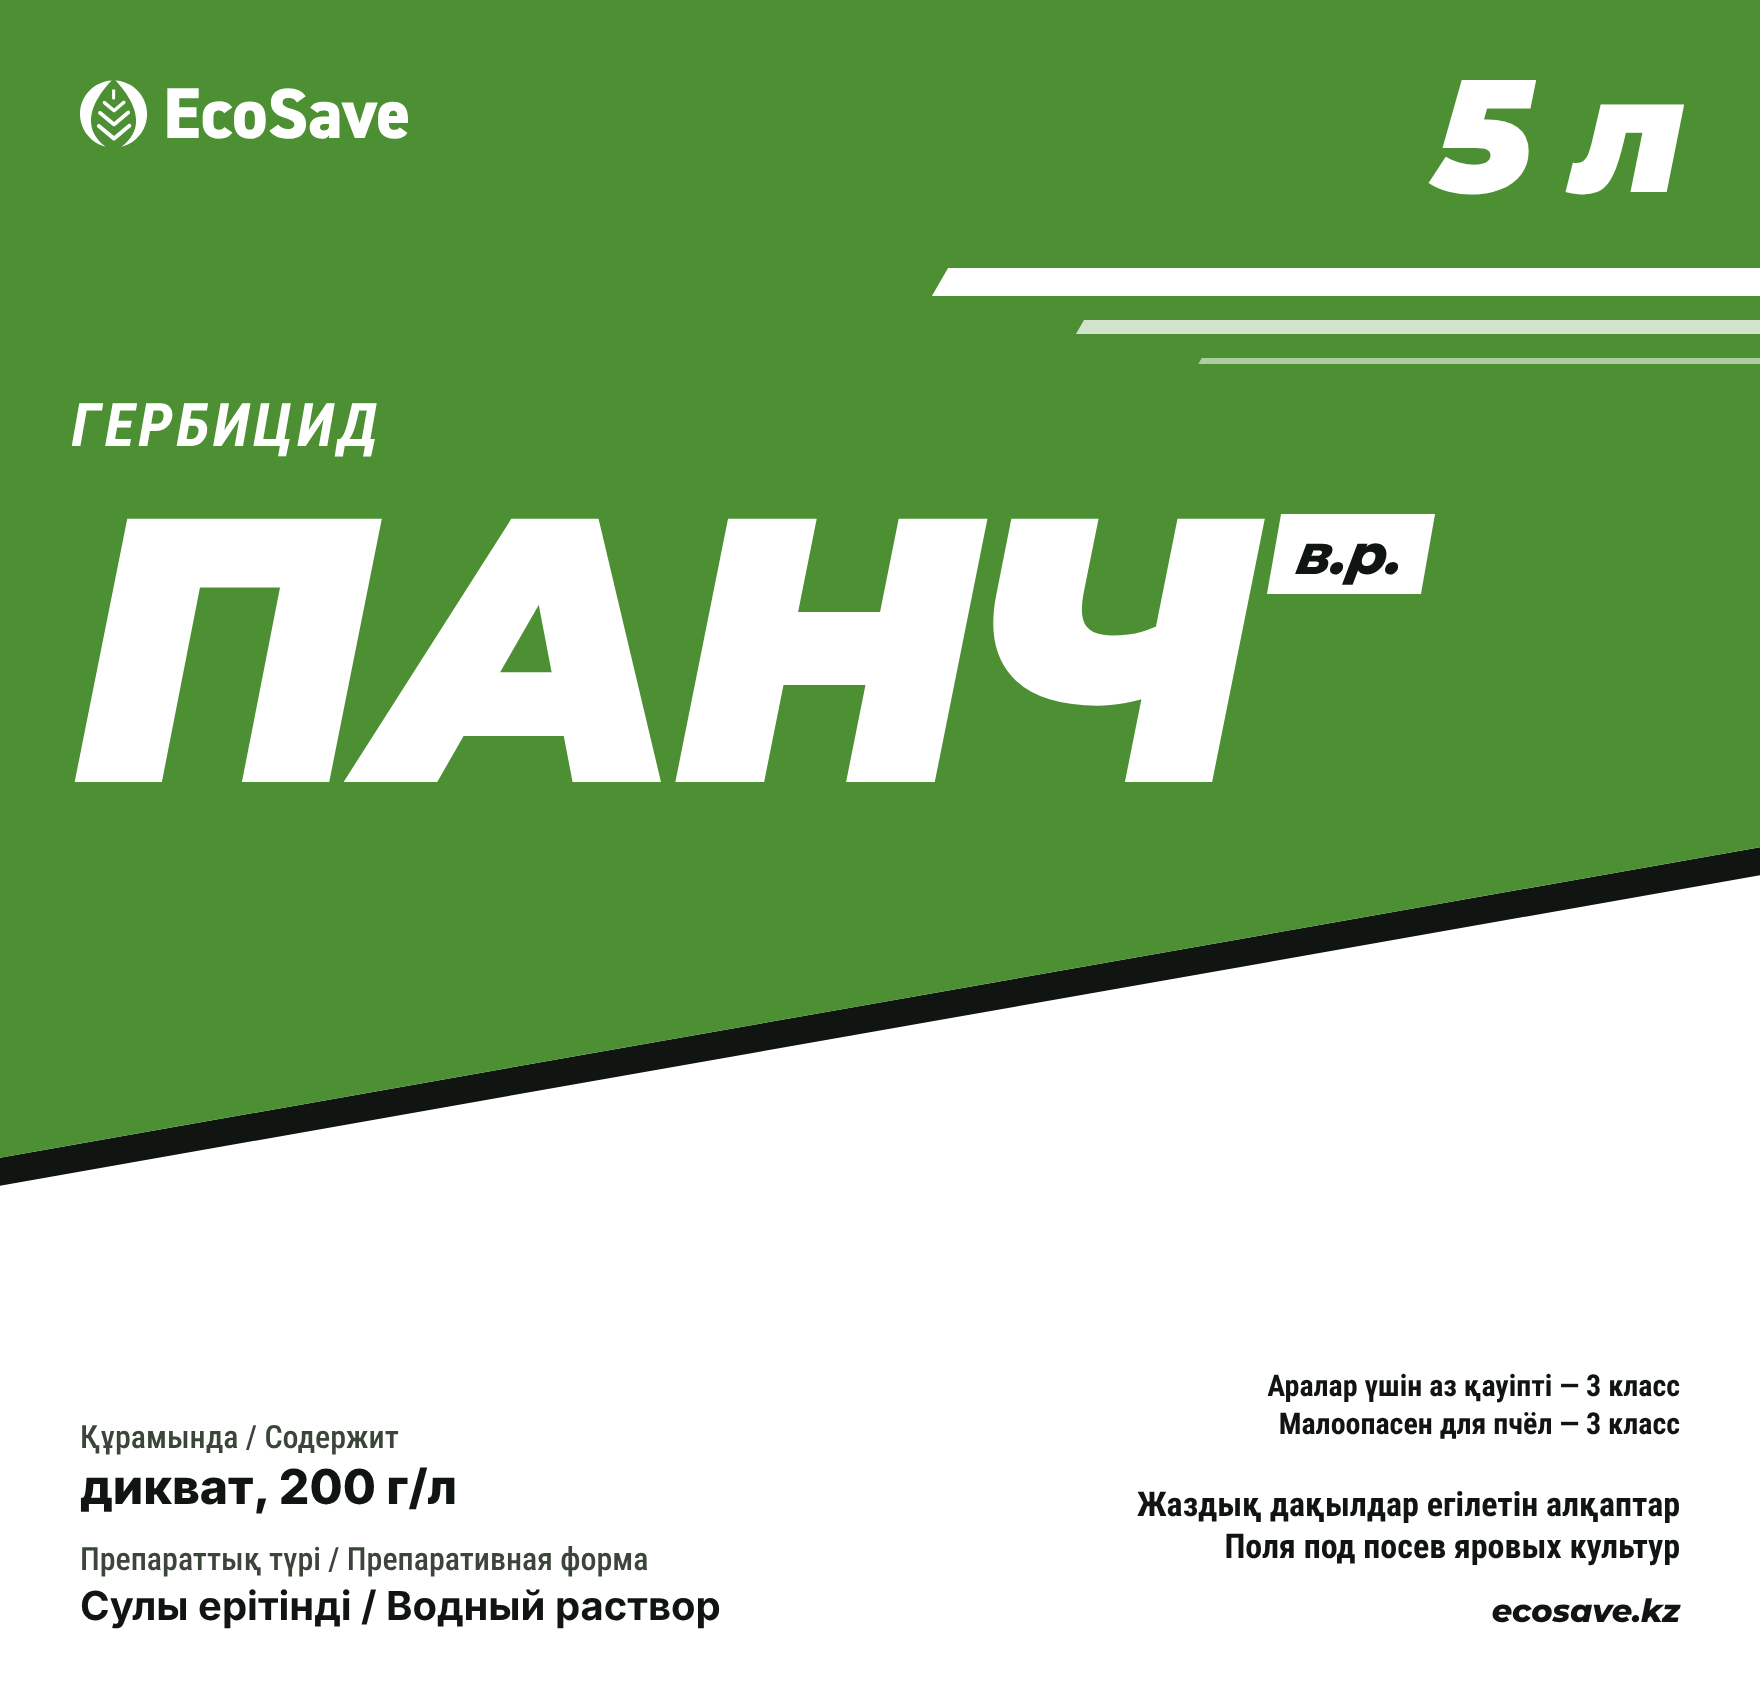 EcoSave
5 л
ГЕРБИЦИД
ПАНЧ
в.р.
Құрамында / Содержит
дикват, 200 г/л
Препараттық түрі / Препаративная форма
Сулы ерітінді / Водный раствор
Аралар үшін аз қауіпті — 3 класс
Малоопасен для пчёл — 3 класс
Жаздық дақылдар егілетін алқаптар
Поля под посев яровых культур
ecosave.kz